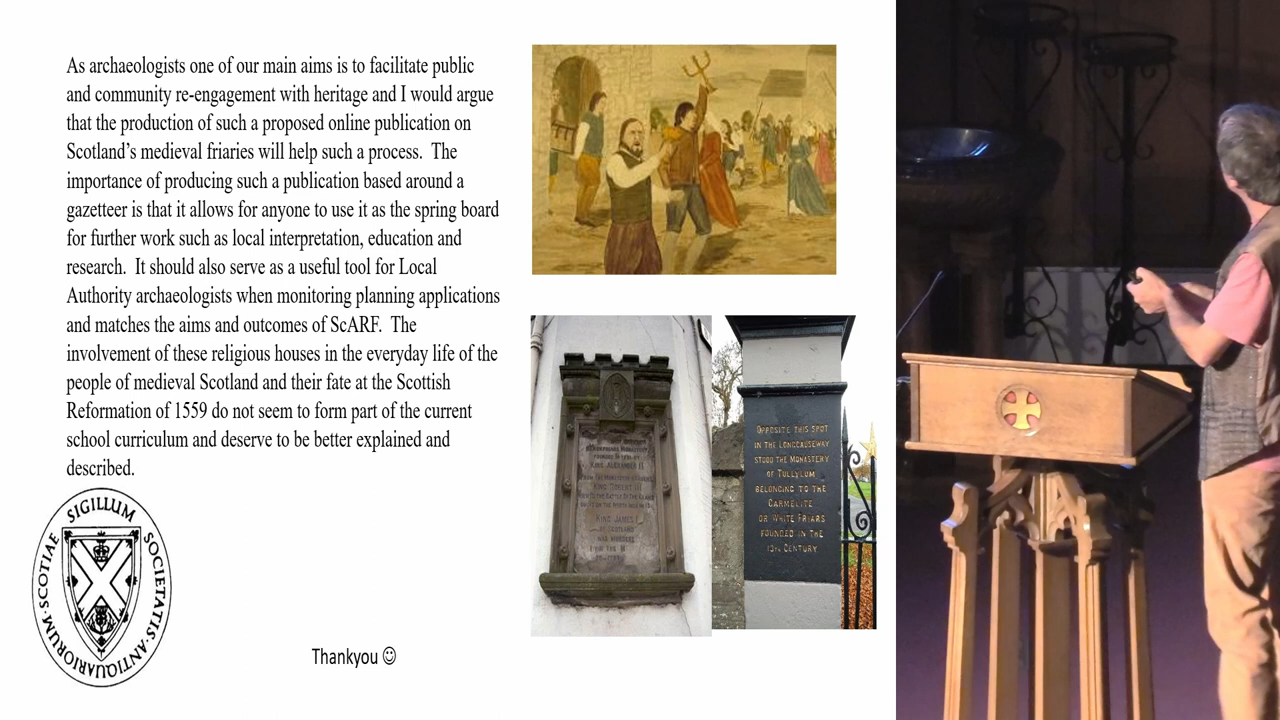 As archaeologists one of our main aims is to facilitate public
and community re-engagement with heritage and I would argue
that the production of such a proposed online publication on
Scotland's medieval friaries will help such a process. The
importance of producing such a publication based around a
gazetteer is that it allows for anyone to use it as the spring board
for further work such as local interpretation, education and
research. It should also serve as a useful tool for Local
Authority archaeologists when monitoring planning applications
and matches the aims and outcomes of ScARF. The
involvement of these religious houses in the everyday life of the
people of medieval Scotland and their fate at the Scottish
Reformation of 1559 do not seem to form part of the current
school curriculum and deserve to be better explained and
described.
SIGILLUM SOCIETATIS·ANTIQUARIORUM·SCOTIAE
Thankyou ☺
KING ALEXANDER II
KING JAMES I
OF SCOTLAND
WAS
OPPOSITE THIS SPOT
IN THE LONGCAUSEWAY
STOOD THE MONASTERY
OF TULLYLUM
BELONGING TO THE
CARMELITE
OR WHITE FRIARS
FOUNDED IN THE
13TH CENTURY